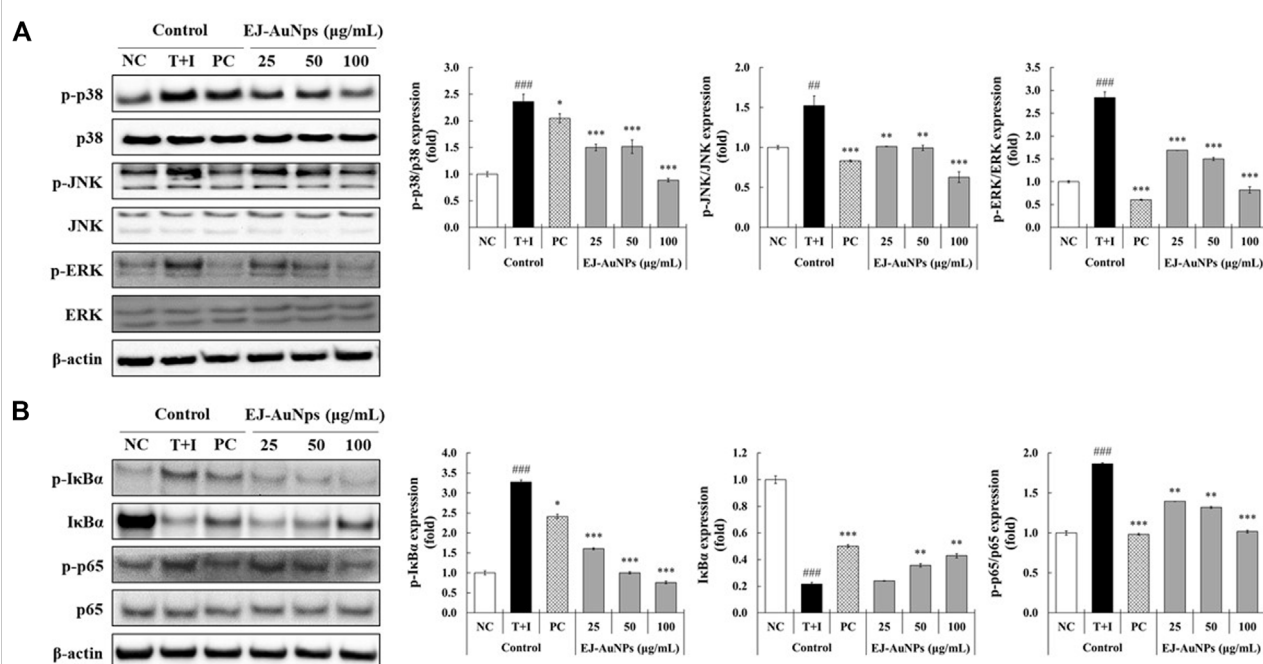 A
Control EJ-AuNps (µg/mL)
NC T+I PC 25 50 100
p-p38
p38
p-JNK
JNK
p-ERK
ERK
β-actin
p-p38/p38 expression
(fold)
3.0
2.5
2.0
1.5
1.0
0.5
0.0
###
*
***
***
***
NC T+I PC 25 50 100
Control EJ-AuNPs (µg/mL)
p-JNK/JNK expression
(fold)
2.0
1.5
1.0
0.5
0.0
##
***
**
**
***
NC T+I PC 25 50 100
Control EJ-AuNPs (µg/mL)
p-ERK/ERK expression
(fold)
3.5
3.0
2.5
2.0
1.5
1.0
0.5
0.0
###
***
***
***
***
NC T+I PC 25 50 100
Control EJ-AuNPs (µg/mL)
B
Control EJ-AuNps (µg/mL)
NC T+I PC 25 50 100
p-IκBα
IκBα
p-p65
p65
β-actin
p-IκBα expression
(fold)
4.0
3.5
3.0
2.5
2.0
1.5
1.0
0.5
0.0
###
*
***
***
***
NC T+I PC 25 50 100
Control EJ-AuNPs (µg/mL)
IκBα expression
(fold)
1.2
1.0
0.8
0.6
0.4
0.2
0.0
###
***
**
**
NC T+I PC 25 50 100
Control EJ-AuNPs (µg/mL)
p-p65/p65 expression
(fold)
2.0
1.5
1.0
0.5
0.0
###
***
**
**
***
NC T+I PC 25 50 100
Control EJ-AuNPs (µg/mL)